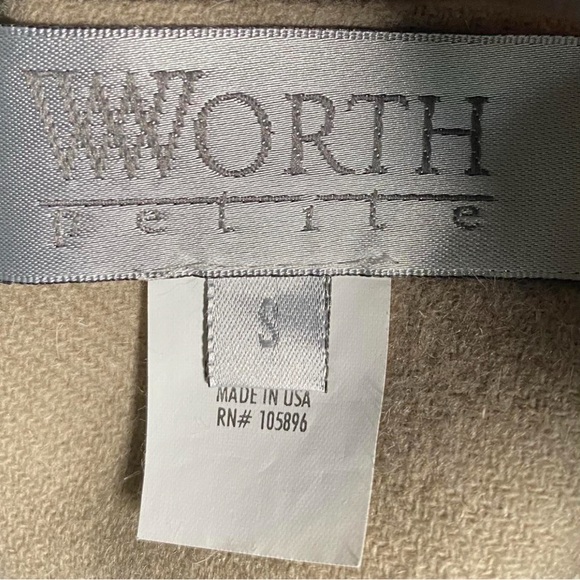 WORTH
petite
S
MADE IN USA
RN# 105896